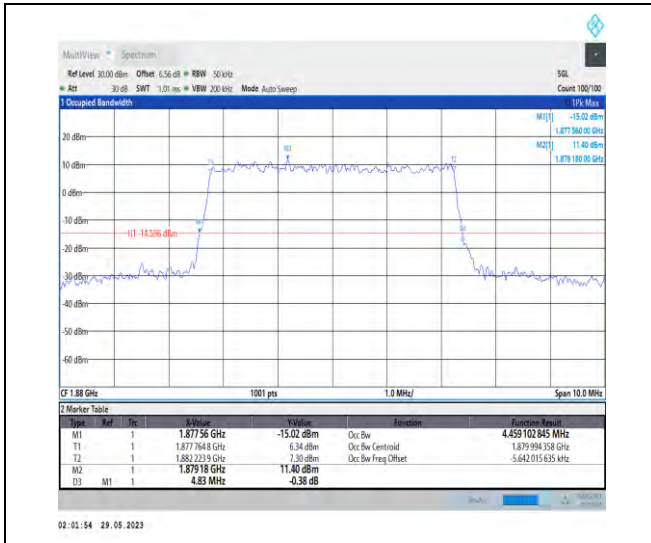 MultiView Spectrum
Ref Level 30.00 dBm Offset 6.56 dB RBW 50 kHz SGL
Att 30 dB SWT 1.01 ms VBW 200 kHz Mode Auto Sweep Count 100/100
1 Occupied Bandwidth 1Pk Max
M1[1] -15.02 dBm
1.877 560 00 GHz
M2[1] 11.40 dBm
1.879 180 00 GHz
20 dBm
10 dBm
0 dBm
-10 dBm
H1 -14.596 dBm
-20 dBm
-30 dBm
-40 dBm
-50 dBm
-60 dBm
T1
M2
T2
M1
D3
CF 1.88 GHz 1001 pts 1.0 MHz/ Span 10.0 MHz
2 Marker Table
Type Ref Trc X-Value Y-Value Function Function Result
M1 1 1.87756 GHz -15.02 dBm Occ Bw 4.459 102 845 MHz
T1 1 1.877 764 8 GHz 6.34 dBm Occ Bw Centroid 1.879 994 358 GHz
T2 1 1.882 223 9 GHz 7.30 dBm Occ Bw Freq Offset -5.642 015 635 kHz
M2 1 1.87918 GHz 11.40 dBm
D3 M1 1 4.83 MHz -0.38 dB
02:01:54 29.05.2023